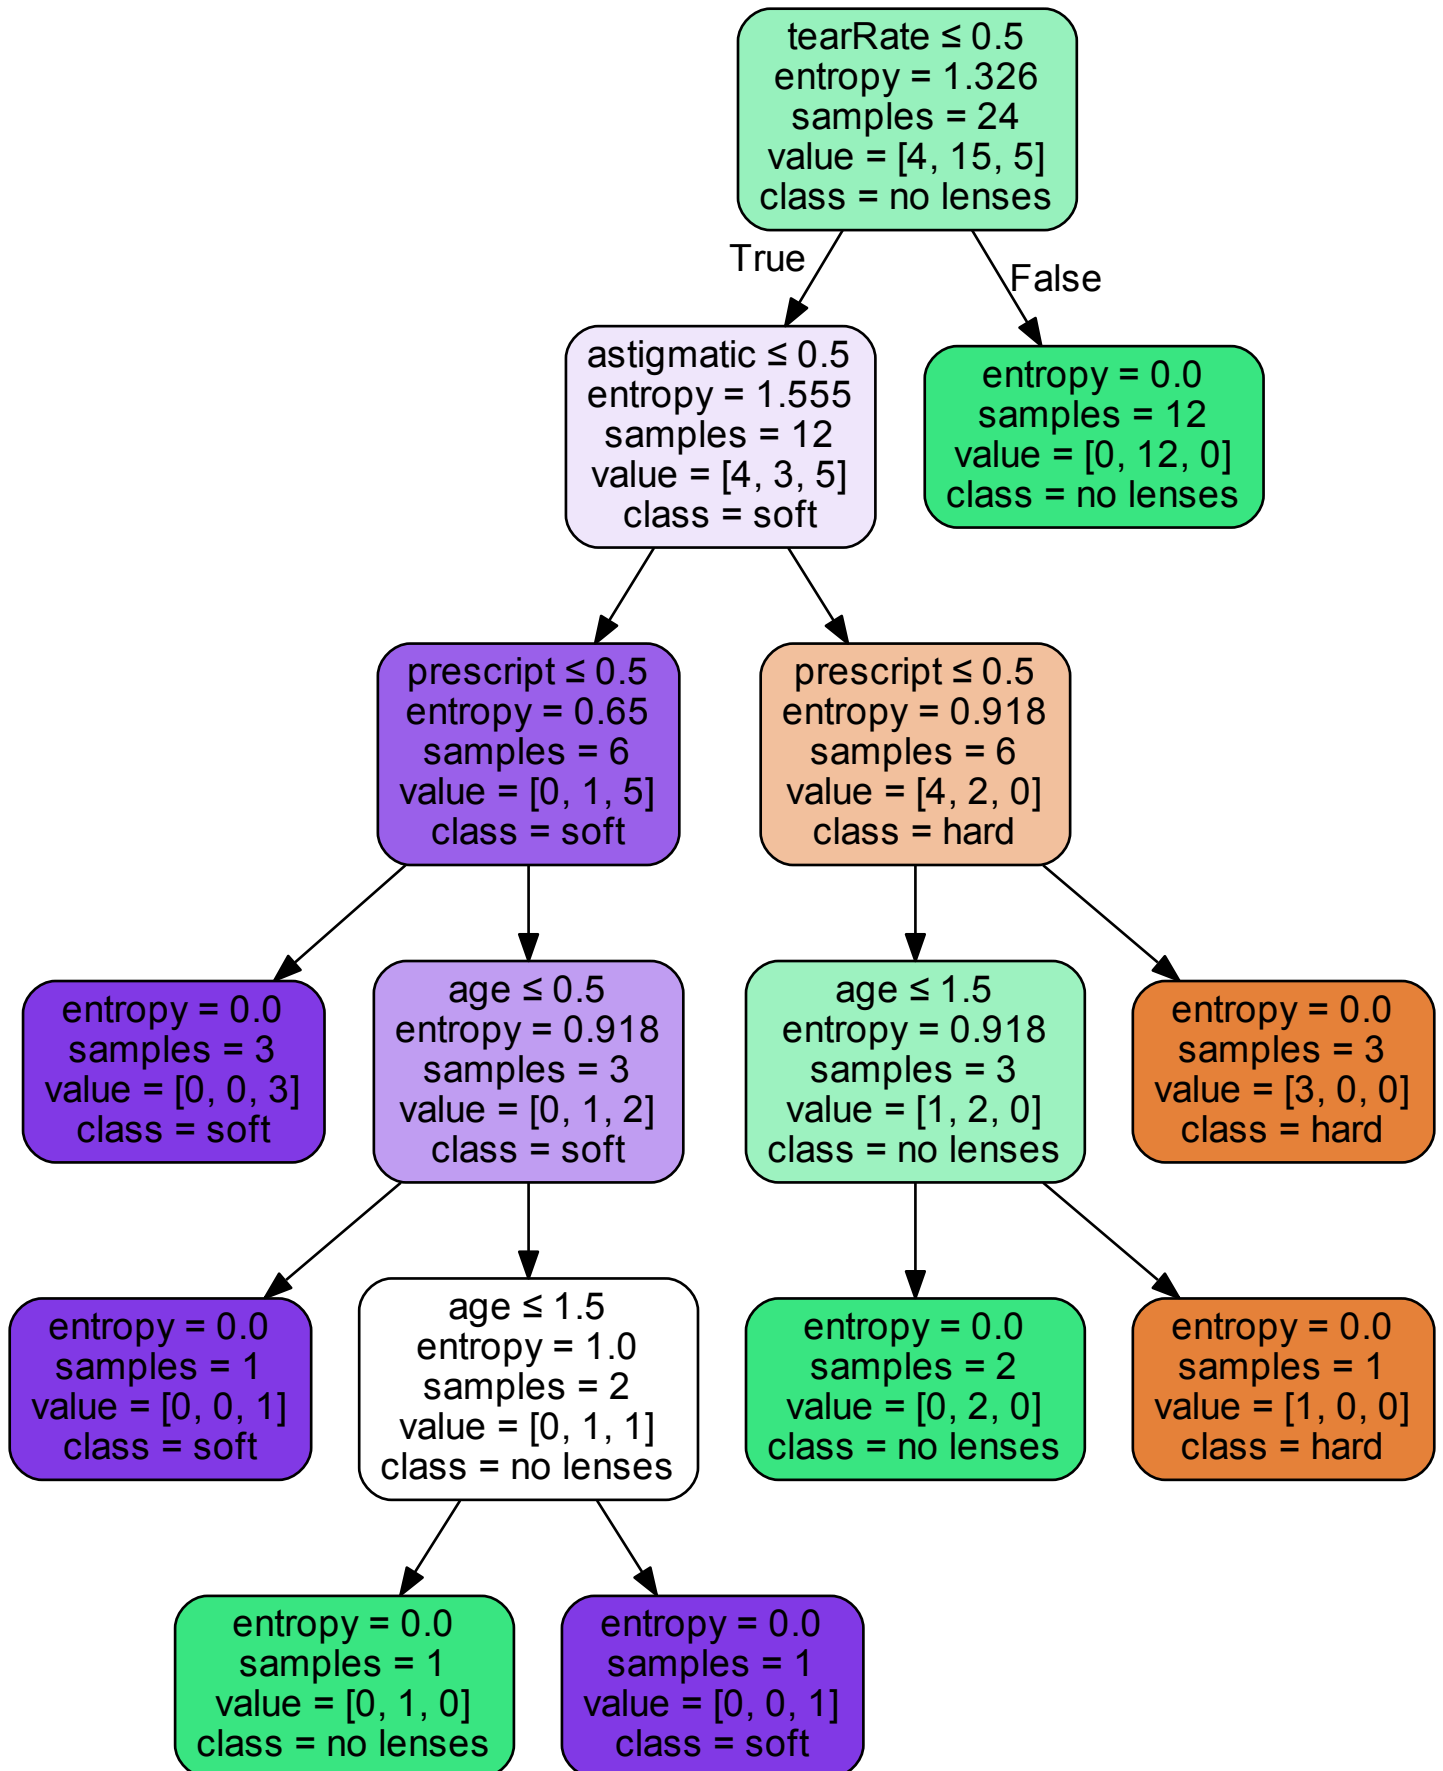 tearRate ≤ 0.5
entropy = 1.326
samples = 24
value = [4, 15, 5]
class = no lenses
True
False
astigmatic ≤ 0.5
entropy = 1.555
samples = 12
value = [4, 3, 5]
class = soft
entropy = 0.0
samples = 12
value = [0, 12, 0]
class = no lenses
prescript ≤ 0.5
entropy = 0.65
samples = 6
value = [0, 1, 5]
class = soft
prescript ≤ 0.5
entropy = 0.918
samples = 6
value = [4, 2, 0]
class = hard
entropy = 0.0
samples = 3
value = [0, 0, 3]
class = soft
age ≤ 0.5
entropy = 0.918
samples = 3
value = [0, 1, 2]
class = soft
age ≤ 1.5
entropy = 0.918
samples = 3
value = [1, 2, 0]
class = no lenses
entropy = 0.0
samples = 3
value = [3, 0, 0]
class = hard
entropy = 0.0
samples = 1
value = [0, 0, 1]
class = soft
age ≤ 1.5
entropy = 1.0
samples = 2
value = [0, 1, 1]
class = no lenses
entropy = 0.0
samples = 2
value = [0, 2, 0]
class = no lenses
entropy = 0.0
samples = 1
value = [1, 0, 0]
class = hard
entropy = 0.0
samples = 1
value = [0, 1, 0]
class = no lenses
entropy = 0.0
samples = 1
value = [0, 0, 1]
class = soft